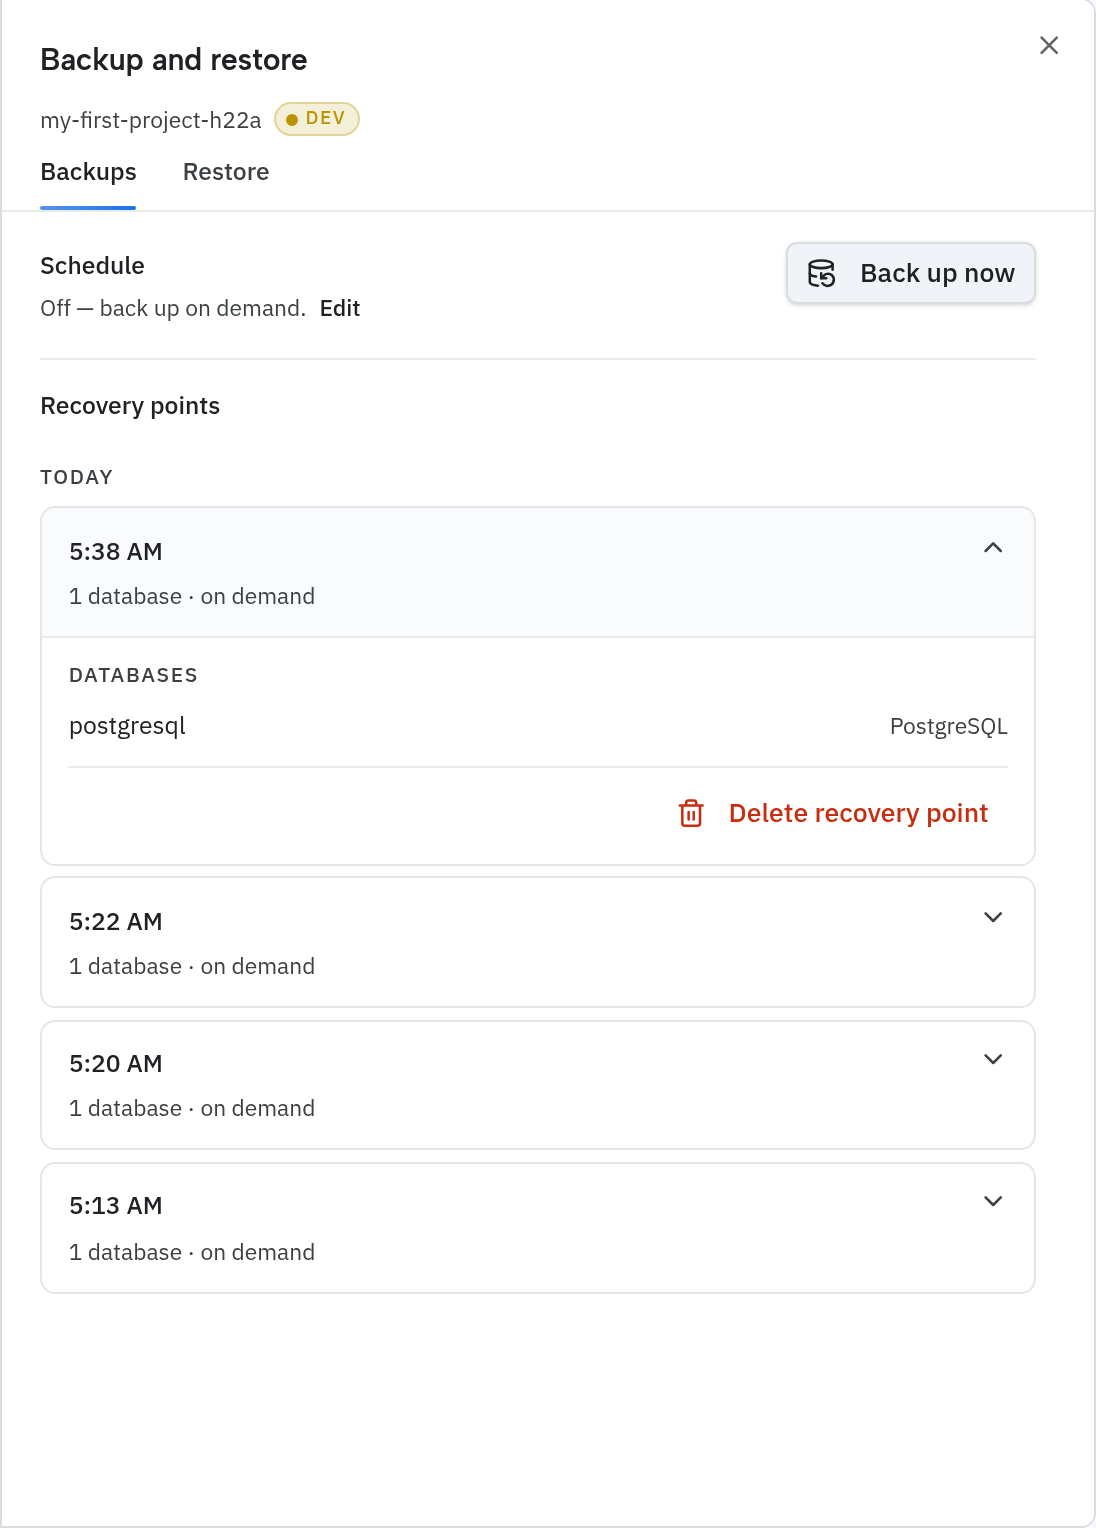 Backup and restore
my-first-project-h22a DEV
Backups Restore
Schedule
Back up now
Off — back up on demand. Edit
Recovery points
TODAY
5:38 AM
1 database · on demand
DATABASES
postgresql PostgreSQL
Delete recovery point
5:22 AM
1 database · on demand
5:20 AM
1 database · on demand
5:13 AM
1 database · on demand